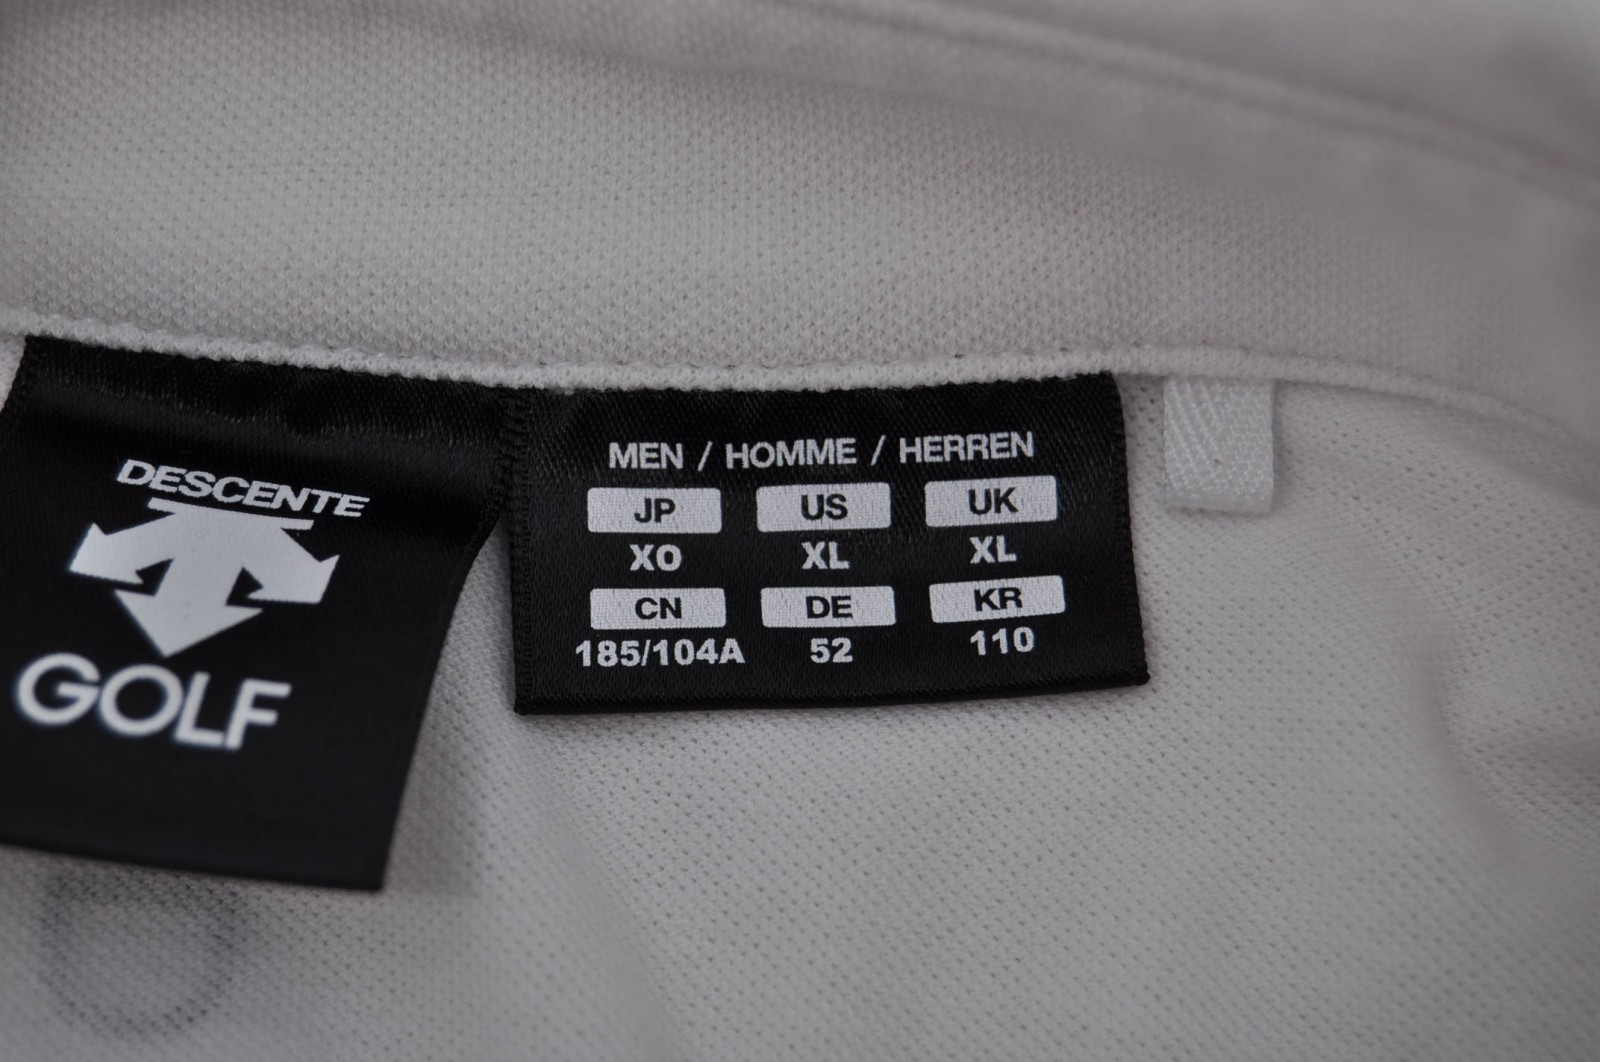 DESCENTE
GOLF
MEN / HOMME / HERREN
JP US UK
XO XL XL
CN DE KR
185/104A 52 110